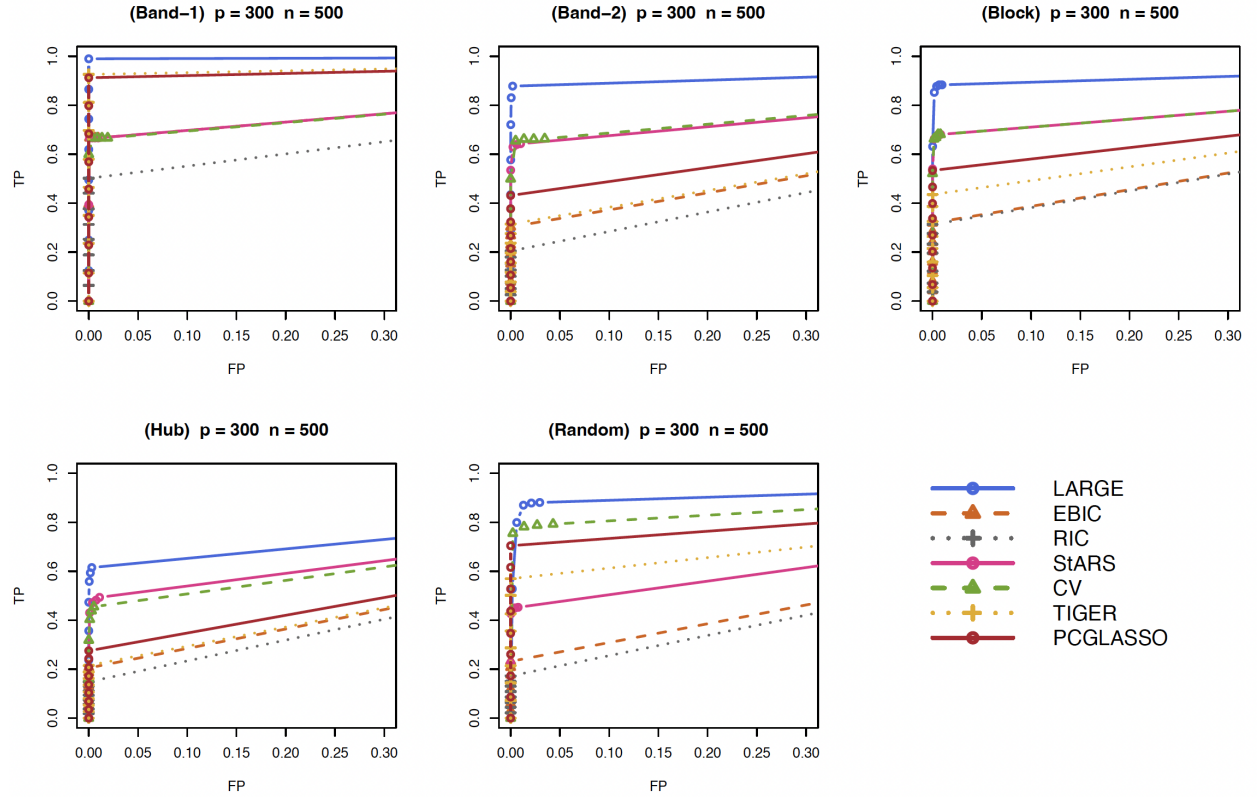 (Band−1) p = 300 n = 500
(Band−2) p = 300 n = 500
(Block) p = 300 n = 500
TP
0.0 0.2 0.4 0.6 0.8 1.0
0.00 0.05 0.10 0.15 0.20 0.25 0.30
FP
TP
0.0 0.2 0.4 0.6 0.8 1.0
0.00 0.05 0.10 0.15 0.20 0.25 0.30
FP
TP
0.0 0.2 0.4 0.6 0.8 1.0
0.00 0.05 0.10 0.15 0.20 0.25 0.30
FP
(Hub) p = 300 n = 500
(Random) p = 300 n = 500
TP
0.0 0.2 0.4 0.6 0.8 1.0
0.00 0.05 0.10 0.15 0.20 0.25 0.30
FP
TP
0.0 0.2 0.4 0.6 0.8 1.0
0.00 0.05 0.10 0.15 0.20 0.25 0.30
FP
LARGE
EBIC
RIC
StARS
CV
TIGER
PCGLASSO